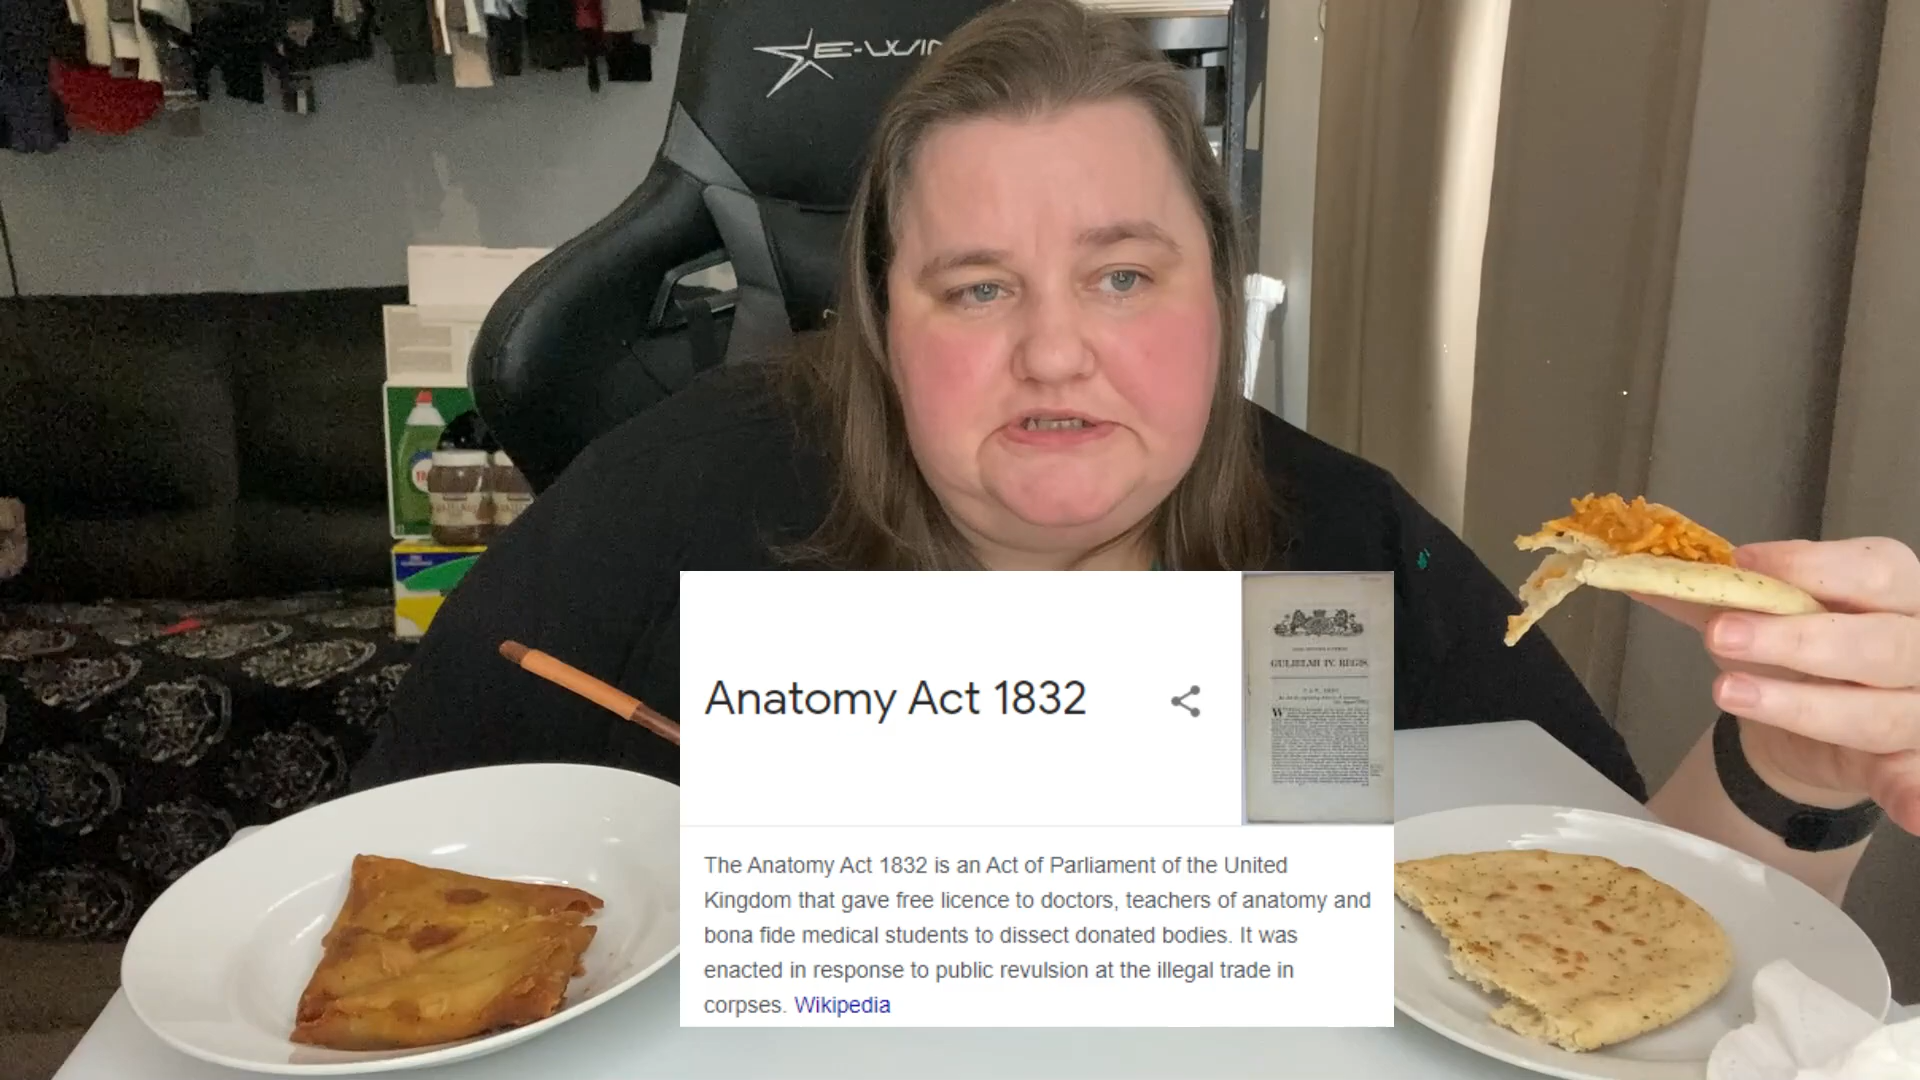 E-WIN
Anatomy Act 1832
GULIELMI IV. REGIS.
The Anatomy Act 1832 is an Act of Parliament of the United
Kingdom that gave free licence to doctors, teachers of anatomy and
bona fide medical students to dissect donated bodies. It was
enacted in response to public revulsion at the illegal trade in
corpses. Wikipedia